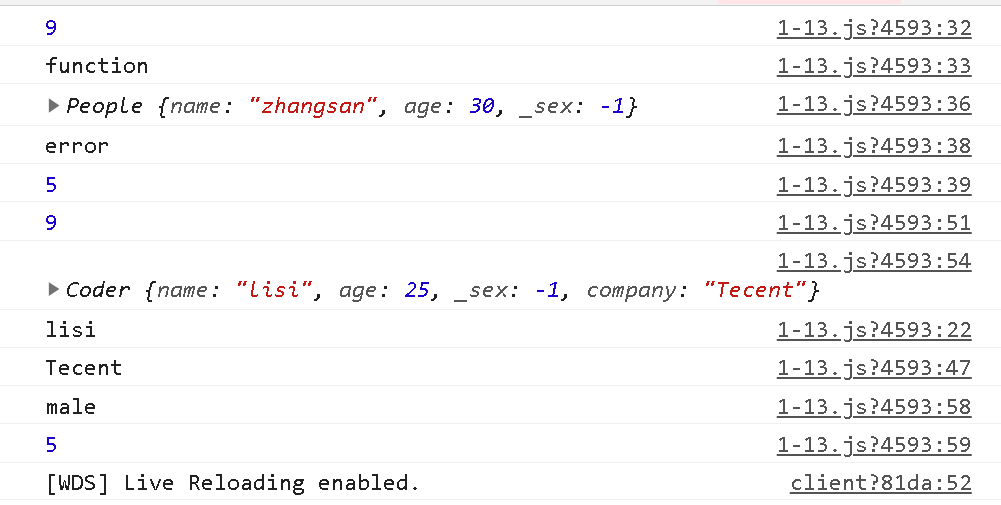 9 1-13.js?4593:32
function 1-13.js?4593:33
People {name: "zhangsan", age: 30, _sex: -1} 1-13.js?4593:36
error 1-13.js?4593:38
5 1-13.js?4593:39
9 1-13.js?4593:51
1-13.js?4593:54
Coder {name: "lisi", age: 25, _sex: -1, company: "Tecent"}
lisi 1-13.js?4593:22
Tecent 1-13.js?4593:47
male 1-13.js?4593:58
5 1-13.js?4593:59
[WDS] Live Reloading enabled. client?81da:52